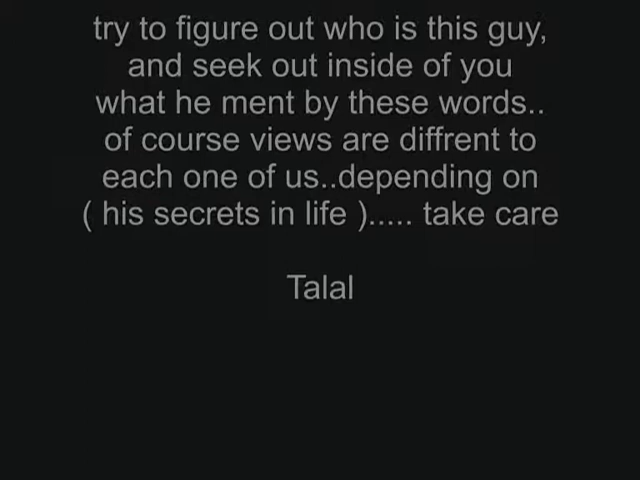 try to figure out who is this guy,
and seek out inside of you
what he ment by these words..
of course views are diffrent to
each one of us..depending on
( his secrets in life )..... take care
Talal